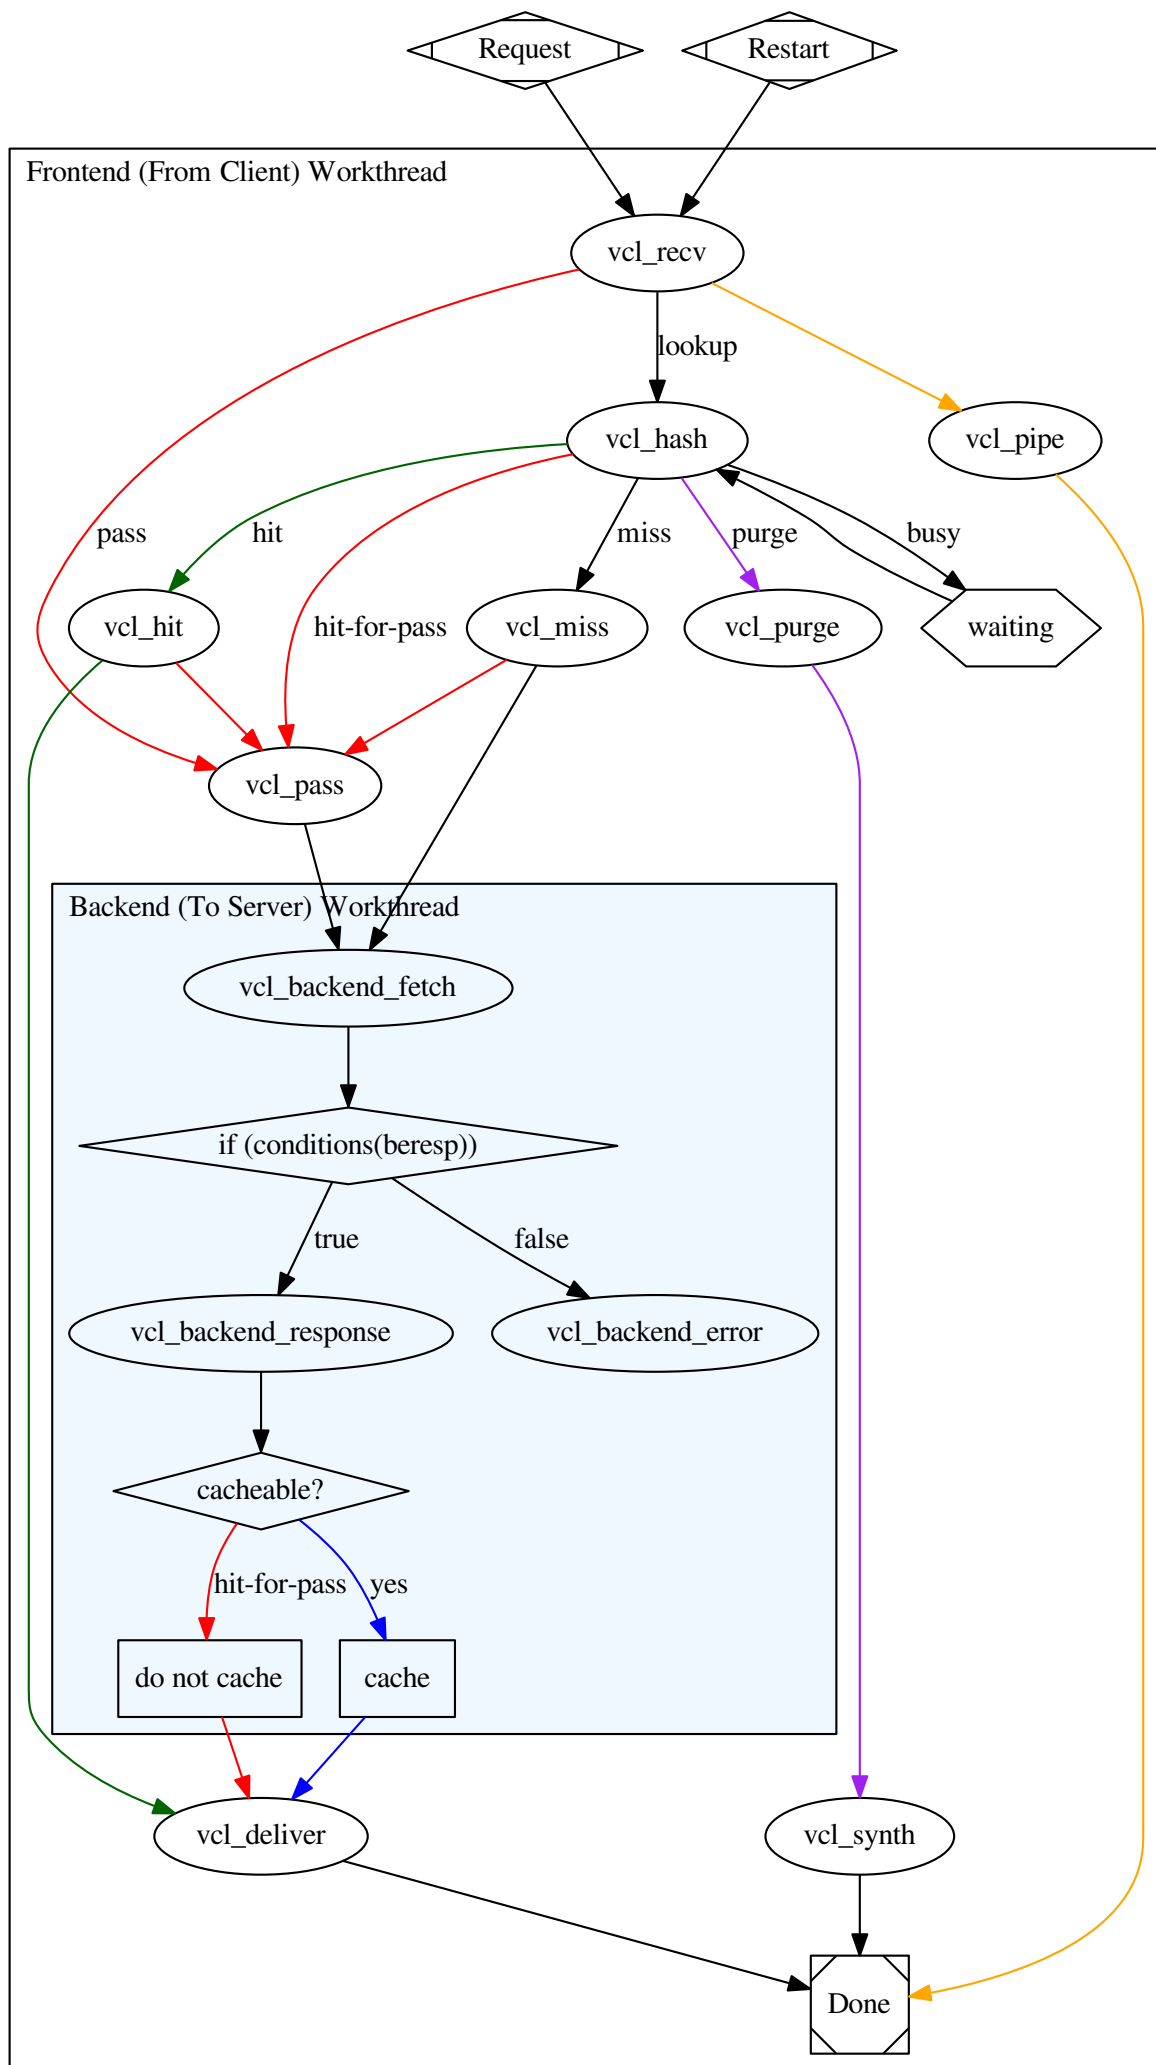 Request
Restart
Frontend (From Client) Workthread
vcl_recv
lookup
vcl_hash
vcl_pipe
pass
hit
miss
purge
busy
vcl_hit
hit-for-pass
vcl_miss
vcl_purge
waiting
vcl_pass
Backend (To Server) Workthread
vcl_backend_fetch
if (conditions(beresp))
true
false
vcl_backend_response
vcl_backend_error
cacheable?
hit-for-pass
yes
do not cache
cache
vcl_deliver
vcl_synth
Done